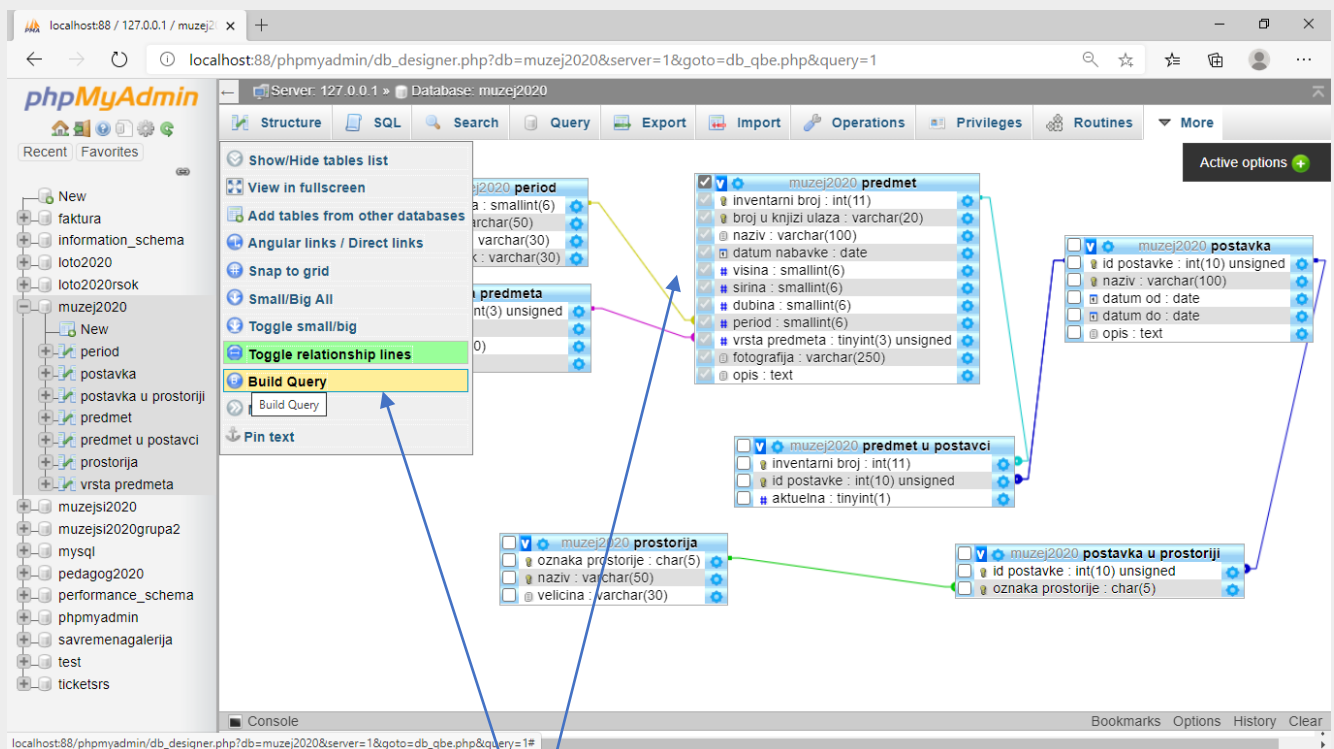 localhost:88 / 127.0.0.1 / muzej2
localhost:88/phpmyadmin/db_designer.php?db=muzej2020&server=1&goto=db_qbe.php&query=1
phpMyAdmin
Recent Favorites
New
faktura
information_schema
loto2020
loto2020rsok
muzej2020
New
period
postavka
postavka u prostoriji
predmet
predmet u postavci
prostorija
vrsta predmeta
muzejsi2020
muzejsi2020grupa2
mysql
pedagog2020
performance_schema
phpmyadmin
savremenagalerija
test
ticketsrs
Server: 127.0.0.1 » Database: muzej2020
Structure SQL Search Query Export Import Operations Privileges Routines More
Active options
Show/Hide tables list
View in fullscreen
Add tables from other databases
Angular links / Direct links
Snap to grid
Small/Big All
Toggle small/big
Toggle relationship lines
Build Query
Build Query
Pin text
j2020 period
a : smallint(6)
archar(50)
varchar(30)
k : varchar(30)
a predmeta
nt(3) unsigned
0)
muzej2020 predmet
inventarni broj : int(11)
broj u knjizi ulaza : varchar(20)
naziv : varchar(100)
datum nabavke : date
visina : smallint(6)
sirina : smallint(6)
dubina : smallint(6)
period : smallint(6)
vrsta predmeta : tinyint(3) unsigned
fotografija : varchar(250)
opis : text
muzej2020 postavka
id postavke : int(10) unsigned
naziv : varchar(100)
datum od : date
datum do : date
opis : text
muzej2020 predmet u postavci
inventarni broj : int(11)
id postavke : int(10) unsigned
aktuelna : tinyint(1)
muzej2020 prostorija
oznaka prostorije : char(5)
naziv : varchar(50)
velicina : varchar(30)
muzej2020 postavka u prostoriji
id postavke : int(10) unsigned
oznaka prostorije : char(5)
Console
Bookmarks Options History Clear
localhost:88/phpmyadmin/db_designer.php?db=muzej2020&server=1&goto=db_qbe.php&query=1#